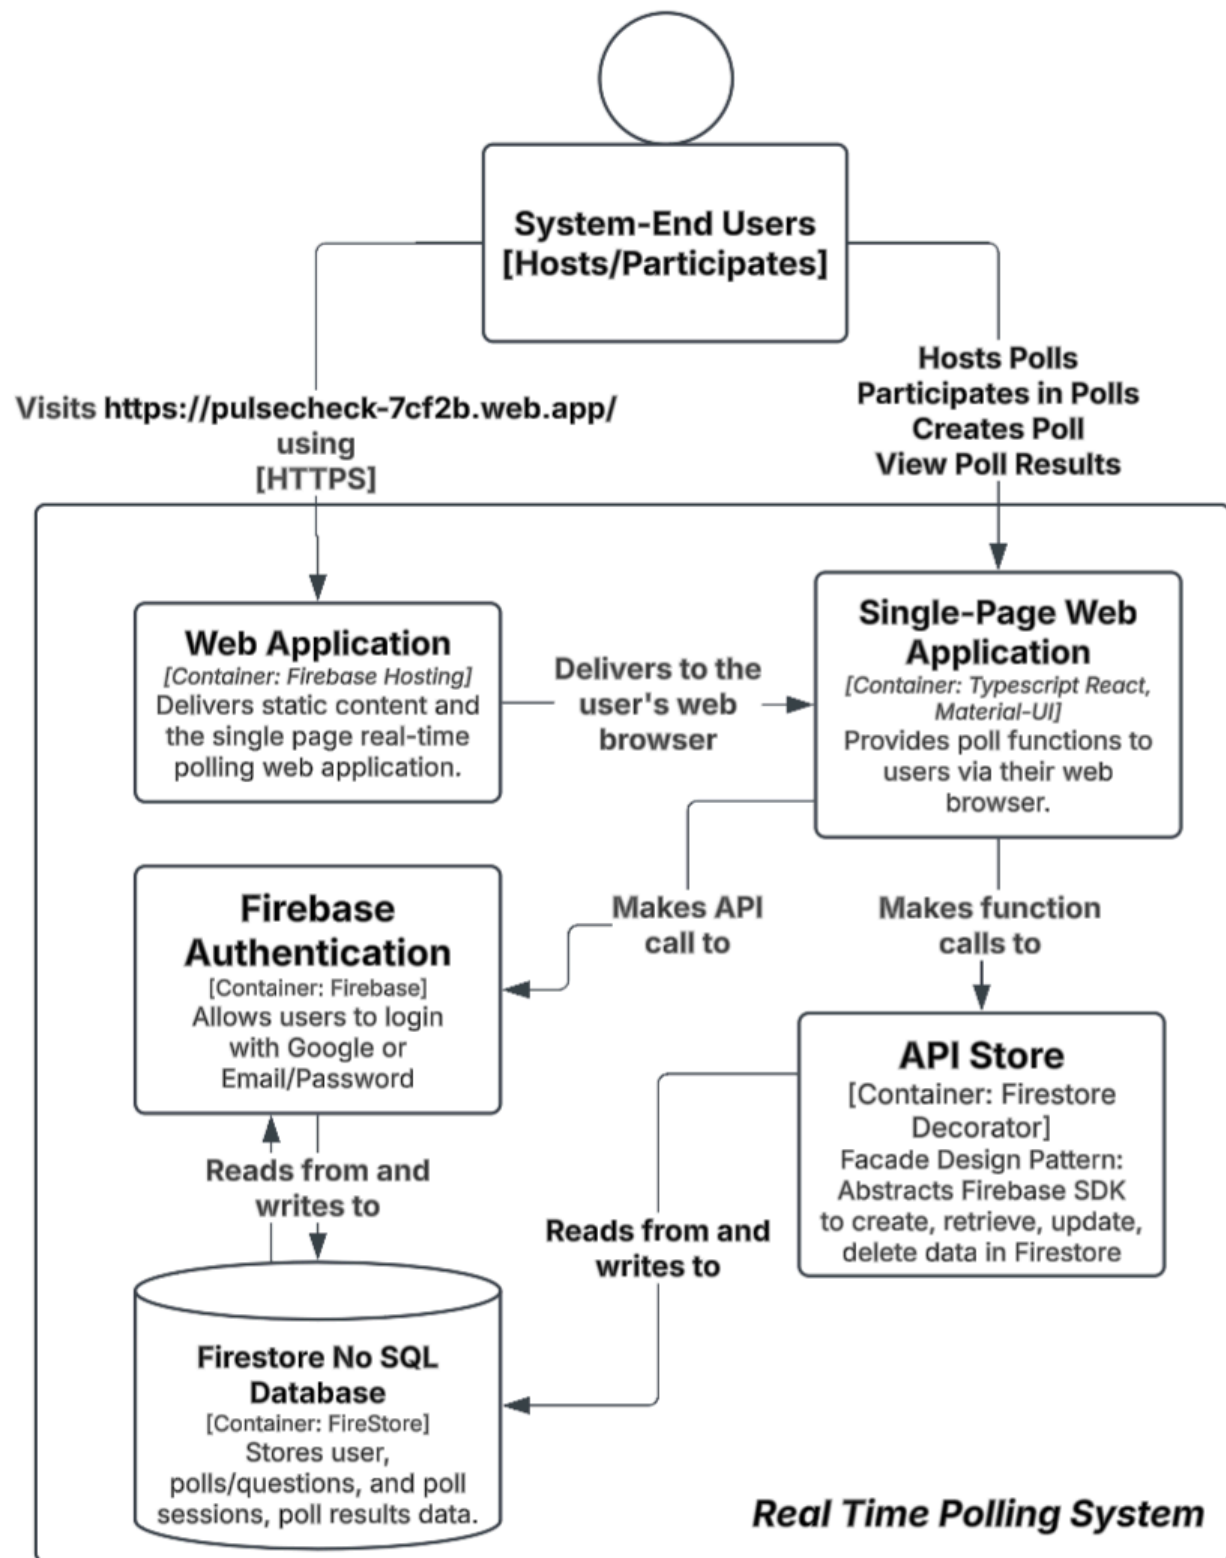 System-End Users
[Hosts/Participates]
Visits https://pulsecheck-7cf2b.web.app/
using
[HTTPS]
Hosts Polls
Participates in Polls
Creates Poll
View Poll Results
Web Application
[Container: Firebase Hosting]
Delivers static content and
the single page real-time
polling web application.
Delivers to the
user's web
browser
Single-Page Web
Application
[Container: Typescript React,
Material-UI]
Provides poll functions to
users via their web
browser.
Firebase
Authentication
[Container: Firebase]
Allows users to login
with Google or
Email/Password
Makes API
call to
Makes function
calls to
API Store
[Container: Firestore
Decorator]
Facade Design Pattern:
Abstracts Firebase SDK
to create, retrieve, update,
delete data in Firestore
Reads from and
writes to
Reads from and
writes to
Firestore No SQL
Database
[Container: FireStore]
Stores user,
polls/questions, and poll
sessions, poll results data.
Real Time Polling System